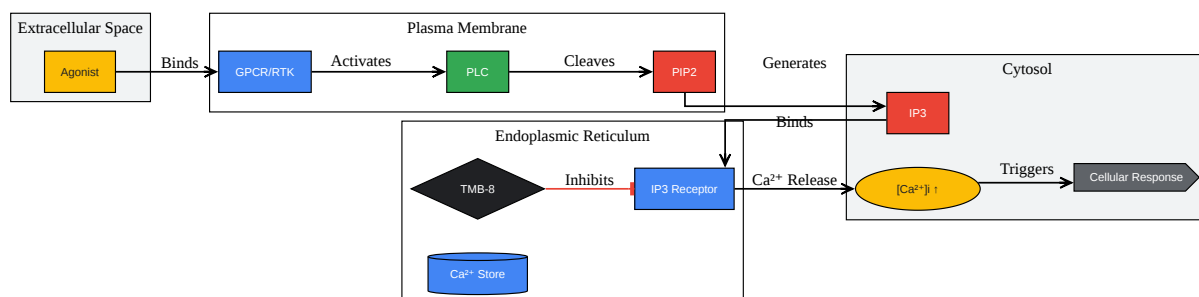 Extracellular Space
Agonist
Binds
Plasma Membrane
GPCR/RTK
Activates
PLC
Cleaves
PIP2
Generates
Cytosol
IP3
Binds
Endoplasmic Reticulum
TMB-8
Inhibits
IP3 Receptor
Ca²⁺ Release
[Ca²⁺]i ↑
Triggers
Cellular Response
Ca²⁺ Store